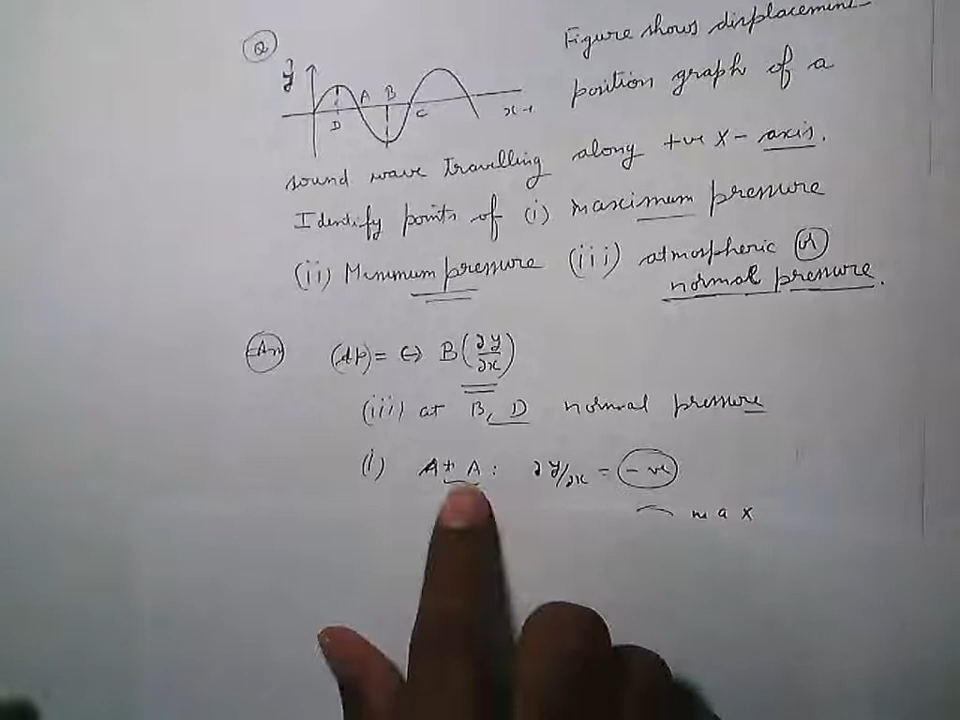 Q
Figure shows displacement-
position graph of a
y
A
B
D
C
x→
sound wave travelling along +ve X-axis.
Identify points of (i) maximum pressure
(ii) Minimum pressure (iii) atmospheric or
normal pressure.
Ans (dp) = (-) B(∂y/∂x)
(iii) at B, D normal pressure
(i) At A: ∂y/∂x = -ve
max